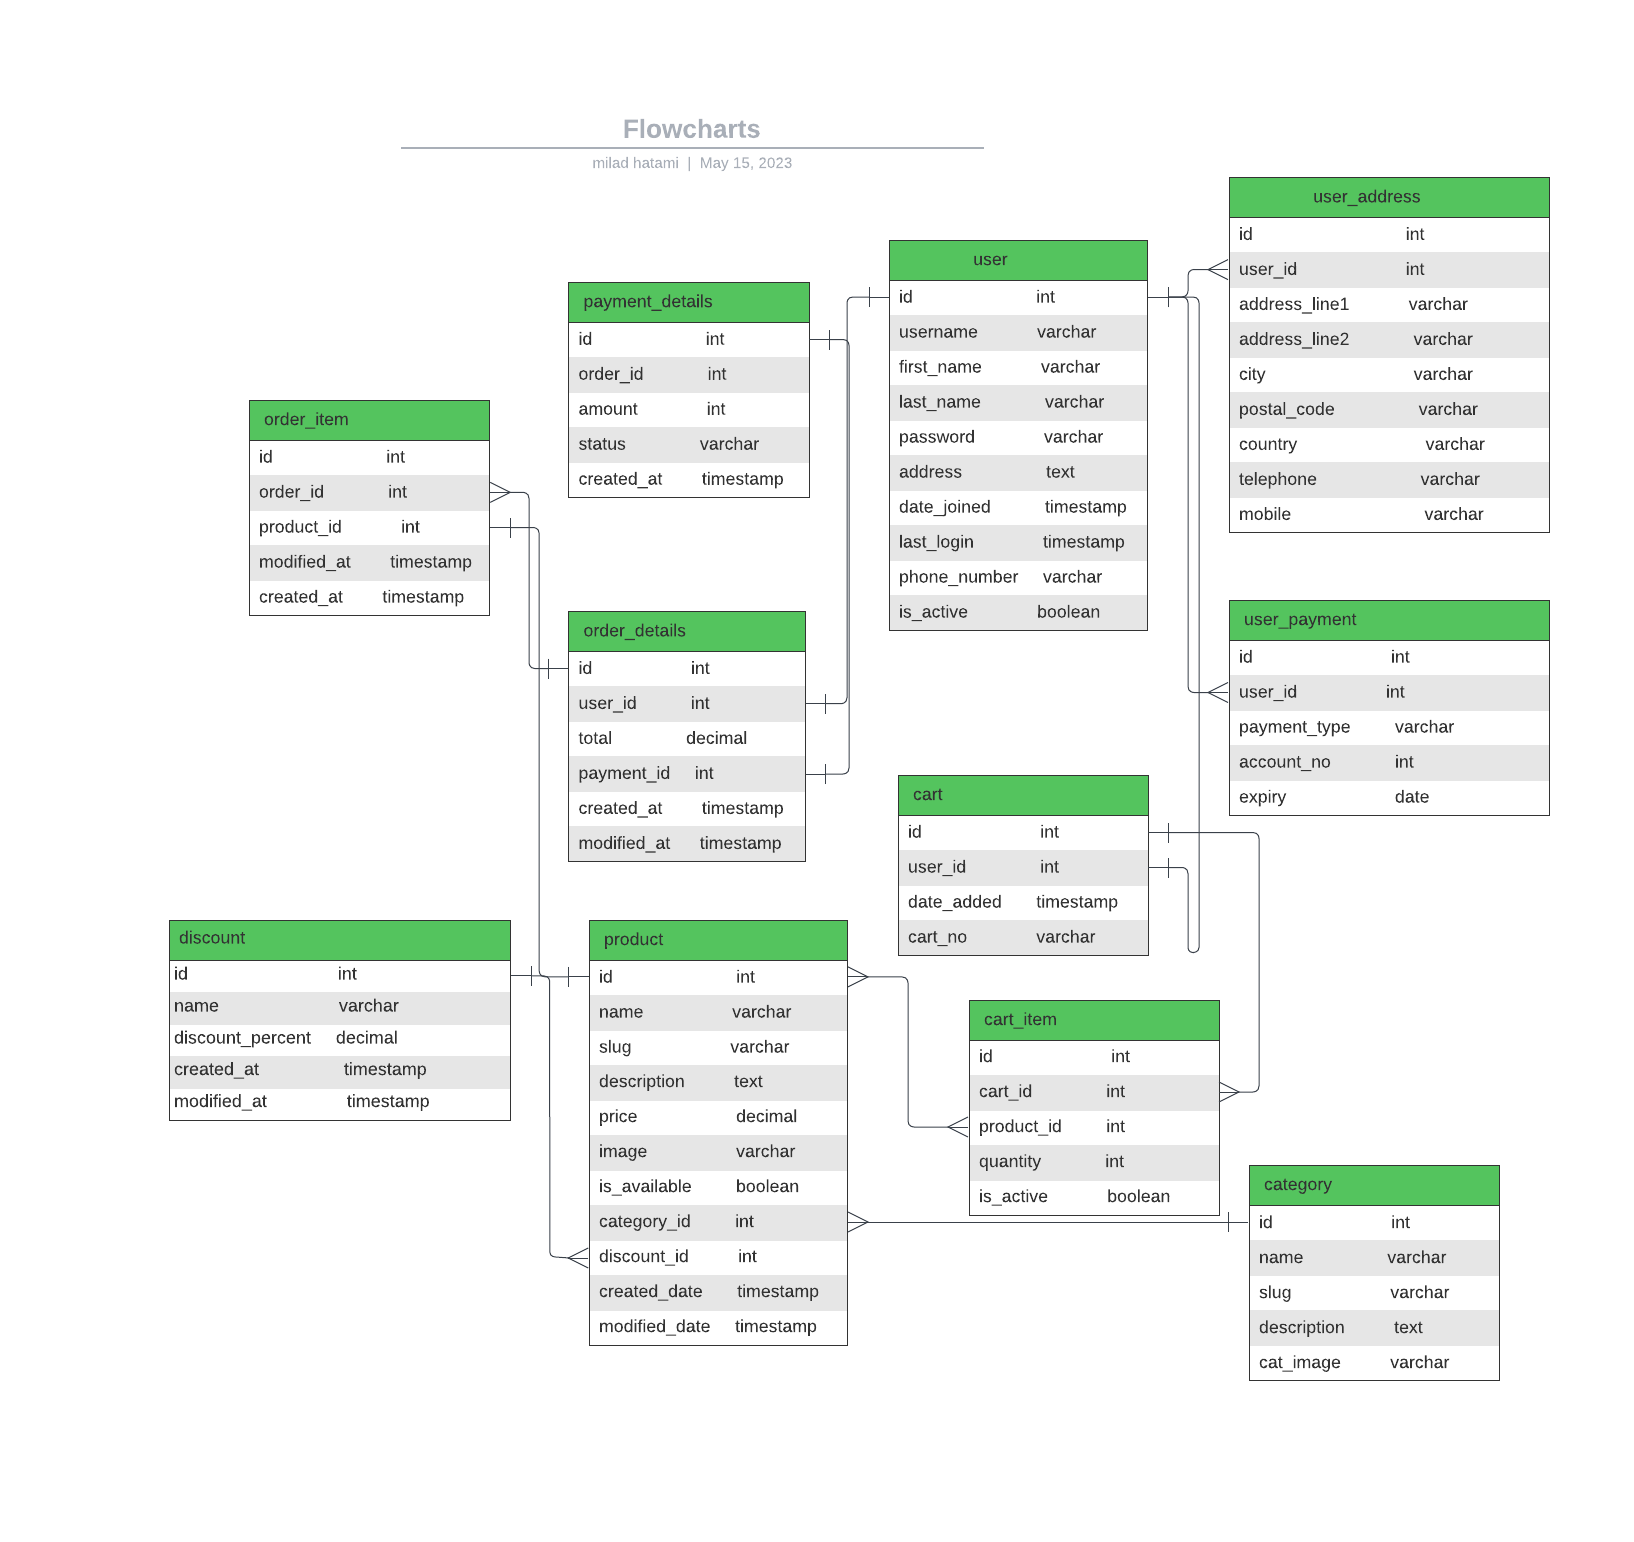 Flowcharts
milad hatami | May 15, 2023
user_address
id int
user_id int
address_line1 varchar
address_line2 varchar
city varchar
postal_code varchar
country varchar
telephone varchar
mobile varchar
user
id int
username varchar
first_name varchar
last_name varchar
password varchar
address text
date_joined timestamp
last_login timestamp
phone_number varchar
is_active boolean
payment_details
id int
order_id int
amount int
status varchar
created_at timestamp
order_item
id int
order_id int
product_id int
modified_at timestamp
created_at timestamp
order_details
id int
user_id int
total decimal
payment_id int
created_at timestamp
modified_at timestamp
user_payment
id int
user_id int
payment_type varchar
account_no int
expiry date
cart
id int
user_id int
date_added timestamp
cart_no varchar
discount
id int
name varchar
discount_percent decimal
created_at timestamp
modified_at timestamp
product
id int
name varchar
slug varchar
description text
price decimal
image varchar
is_available boolean
category_id int
discount_id int
created_date timestamp
modified_date timestamp
cart_item
id int
cart_id int
product_id int
quantity int
is_active boolean
category
id int
name varchar
slug varchar
description text
cat_image varchar